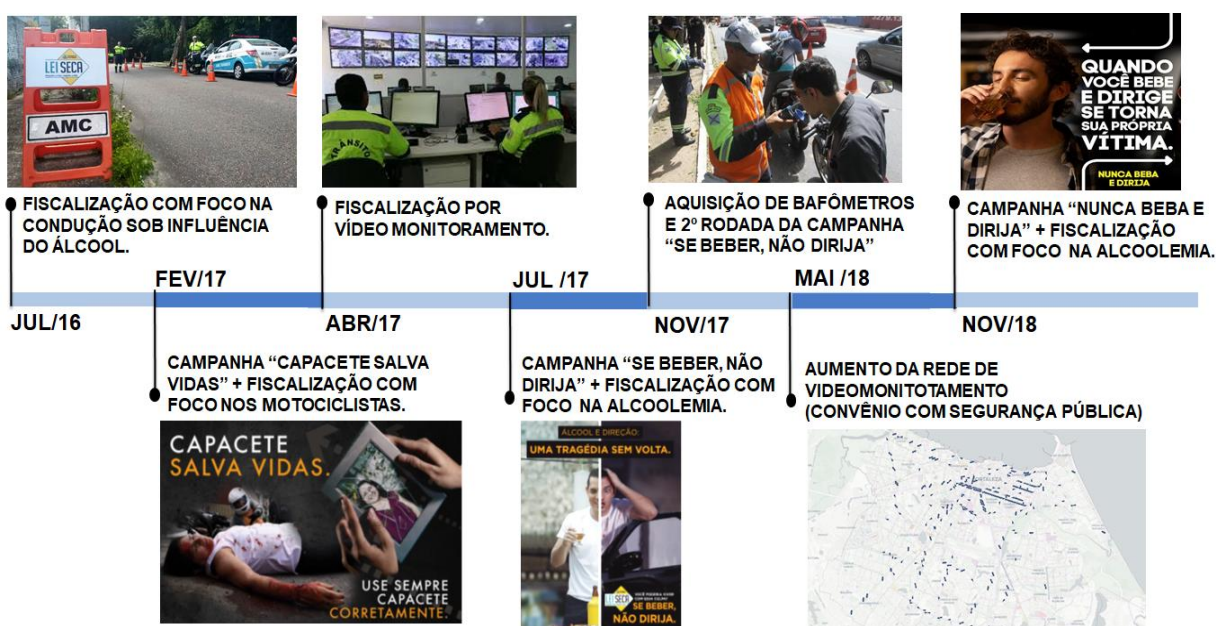 LEI SECA
AMC
TRÂNSITO
QUANDO
VOCÊ BEBE
E DIRIGE
SE TORNA
SUA PRÓPRIA
VÍTIMA.
NUNCA BEBA
E DIRIJA
FISCALIZAÇÃO COM FOCO NA
CONDUÇÃO SOB INFLUÊNCIA
DO ÁLCOOL.
FISCALIZAÇÃO POR
VÍDEO MONITORAMENTO.
AQUISIÇÃO DE BAFÔMETROS
E 2º RODADA DA CAMPANHA
“SE BEBER, NÃO DIRIJA”
CAMPANHA “NUNCA BEBA E
DIRIJA” + FISCALIZAÇÃO
COM FOCO NA ALCOOLEMIA.
FEV/17
JUL /17
MAI /18
JUL/16
ABR/17
NOV/17
NOV/18
CAMPANHA “CAPACETE SALVA
VIDAS” + FISCALIZAÇÃO COM
FOCO NOS MOTOCICLISTAS.
CAMPANHA “SE BEBER, NÃO
DIRIJA” + FISCALIZAÇÃO COM
FOCO NA ALCOOLEMIA.
AUMENTO DA REDE DE
VIDEOMONITOTAMENTO
(CONVÊNIO COM SEGURANÇA PÚBLICA)
CAPACETE
SALVA VIDAS.
USE SEMPRE
CAPACETE
CORRETAMENTE.
ÁLCOOL E DIREÇÃO:
UMA TRAGÉDIA SEM VOLTA.
LEI SECA
SE BEBER,
NÃO DIRIJA.
FORTALEZA